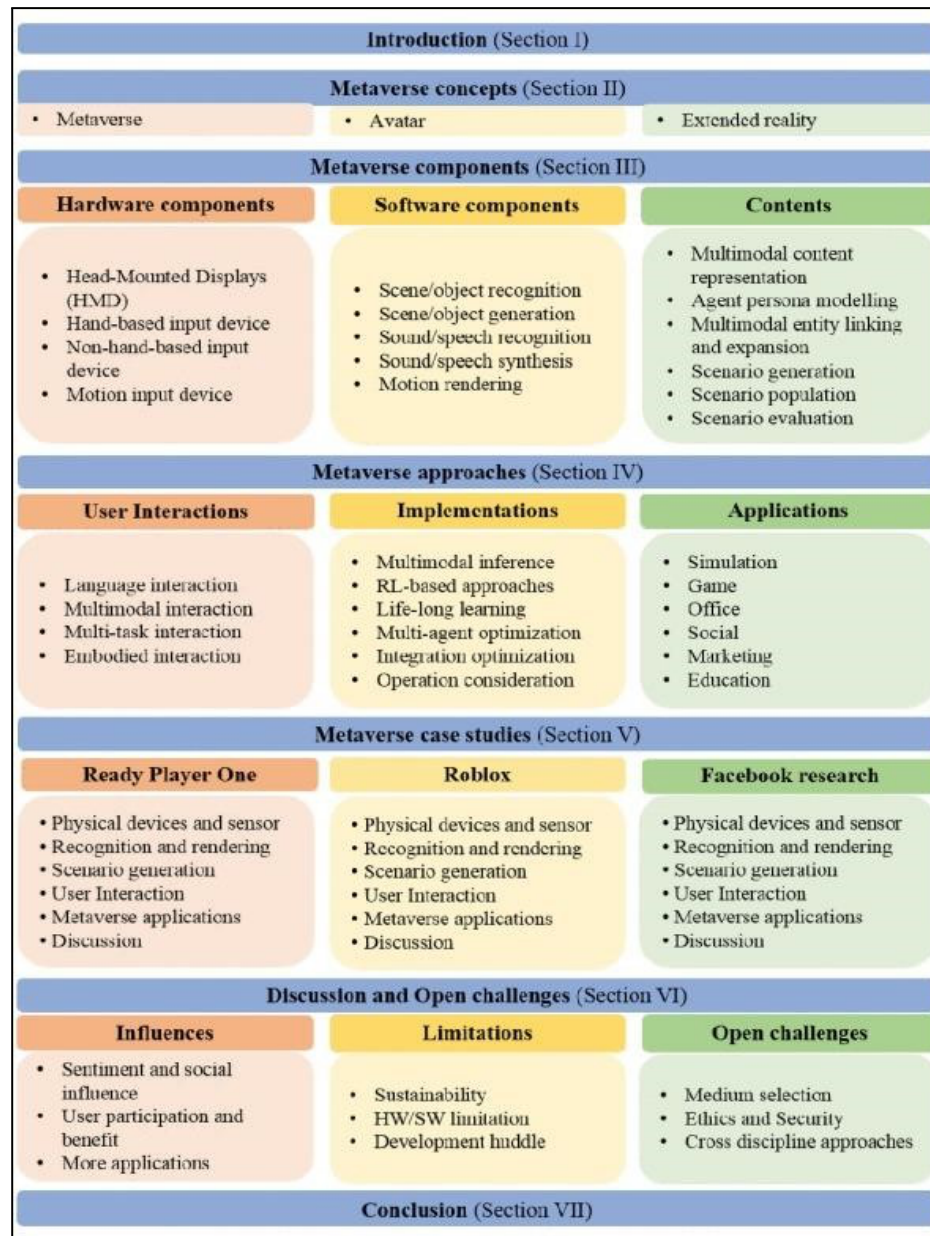 Introduction (Section I)
Metaverse concepts (Section II)
• Metaverse
• Avatar
• Extended reality
Metaverse components (Section III)
Hardware components
• Head-Mounted Displays
(HMD)
• Hand-based input device
• Non-hand-based input
device
• Motion input device
Software components
• Scene/object recognition
• Scene/object generation
• Sound/speech recognition
• Sound/speech synthesis
• Motion rendering
Contents
• Multimodal content
representation
• Agent persona modelling
• Multimodal entity linking
and expansion
• Scenario generation
• Scenario population
• Scenario evaluation
Metaverse approaches (Section IV)
User Interactions
• Language interaction
• Multimodal interaction
• Multi-task interaction
• Embodied interaction
Implementations
• Multimodal inference
• RL-based approaches
• Life-long learning
• Multi-agent optimization
• Integration optimization
• Operation consideration
Applications
• Simulation
• Game
• Office
• Social
• Marketing
• Education
Metaverse case studies (Section V)
Ready Player One
• Physical devices and sensor
• Recognition and rendering
• Scenario generation
• User Interaction
• Metaverse applications
• Discussion
Roblox
• Physical devices and sensor
• Recognition and rendering
• Scenario generation
• User Interaction
• Metaverse applications
• Discussion
Facebook research
• Physical devices and sensor
• Recognition and rendering
• Scenario generation
• User Interaction
• Metaverse applications
• Discussion
Discussion and Open challenges (Section VI)
Influences
• Sentiment and social
influence
• User participation and
benefit
• More applications
Limitations
• Sustainability
• HW/SW limitation
• Development huddle
Open challenges
• Medium selection
• Ethics and Security
• Cross discipline approaches
Conclusion (Section VII)